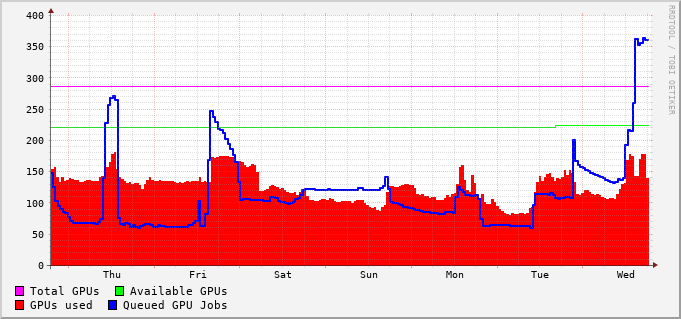 RRDTOOL / TOBI OETIKER
400
350
300
250
200
150
100
50
0
Thu Fri Sat Sun Mon Tue Wed
Total GPUs Available GPUs
GPUs used Queued GPU Jobs